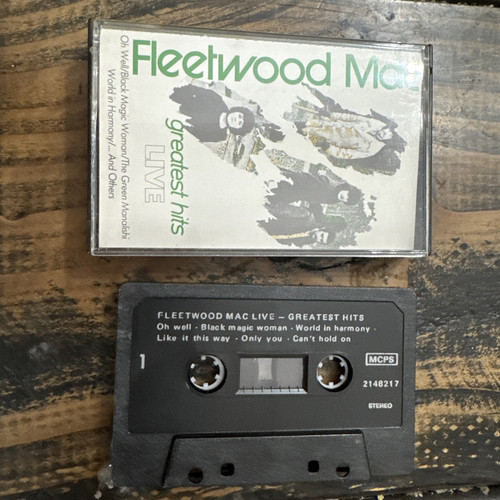 Fleetwood Mac
greatest hits
LIVE
Oh Well/Black Magic Woman/The Green Manalishi
World in Harmony/... And Others
FLEETWOOD MAC LIVE – GREATEST HITS
Oh well · Black magic woman · World in harmony ·
Like it this way · Only you · Can't hold on
1
MCPS
2148217
STEREO